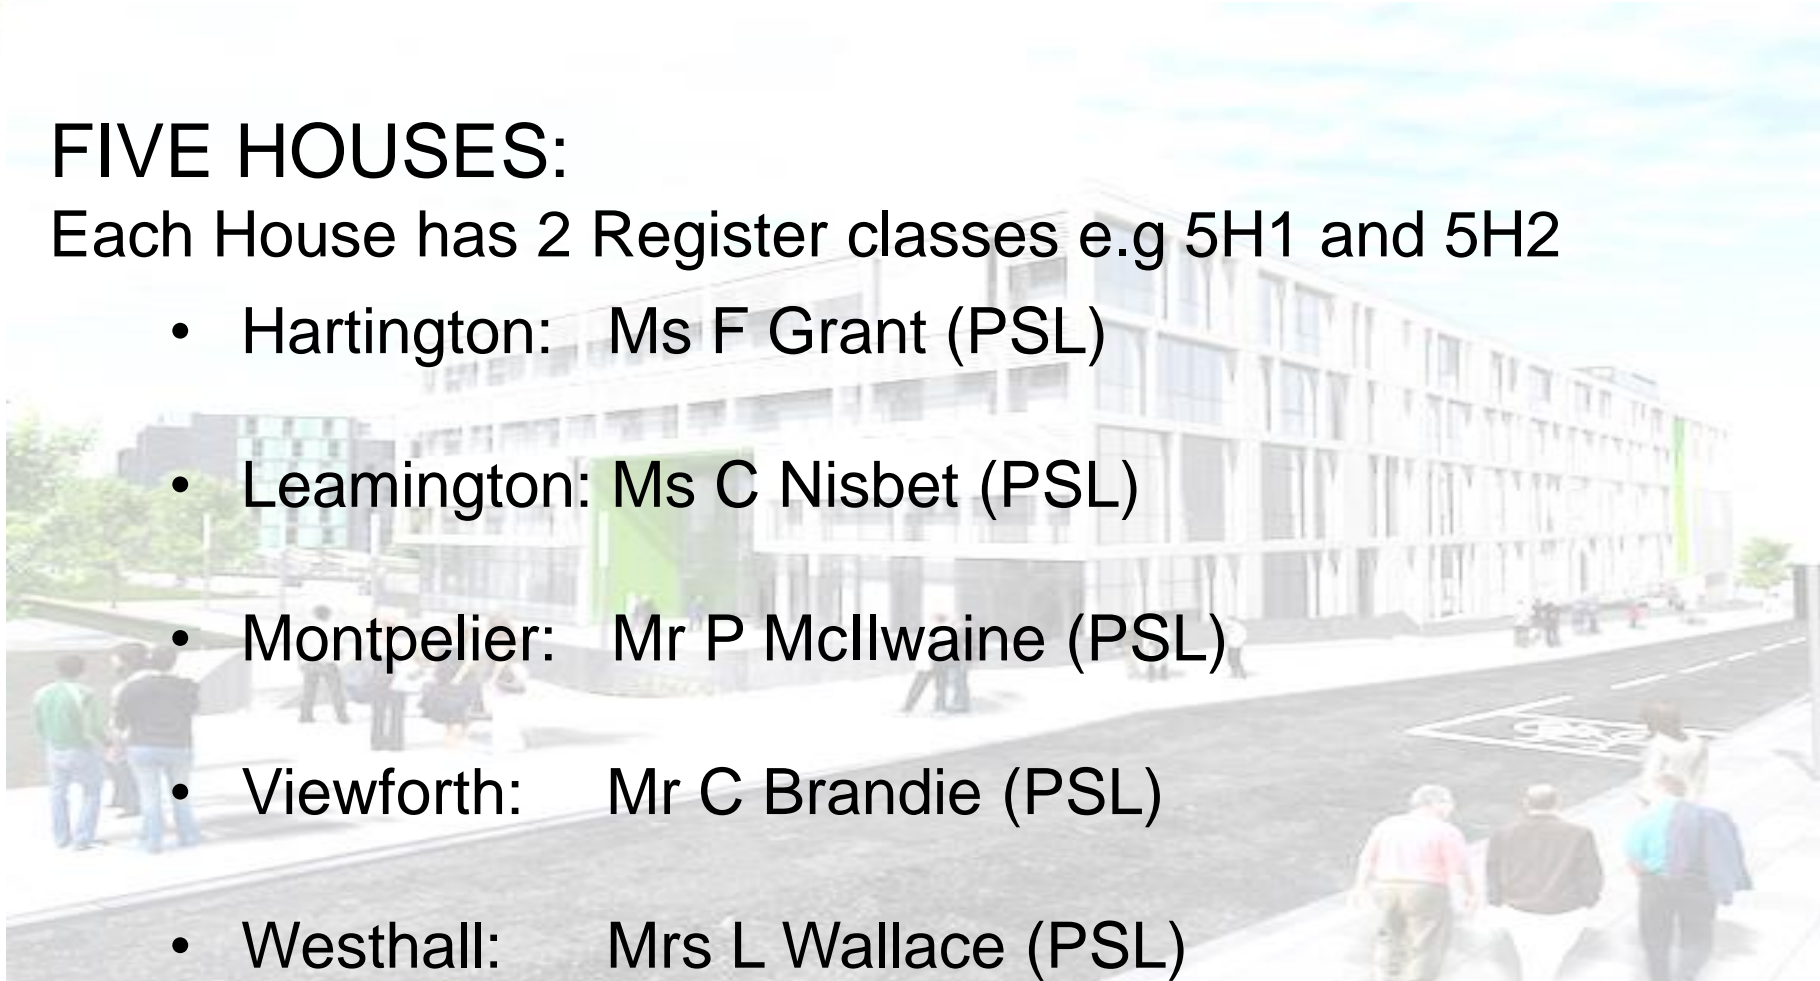 FIVE HOUSES:
Each House has 2 Register classes e.g 5H1 and 5H2
• Hartington: Ms F Grant (PSL)
• Leamington: Ms C Nisbet (PSL)
• Montpelier: Mr P McIlwaine (PSL)
• Viewforth: Mr C Brandie (PSL)
• Westhall: Mrs L Wallace (PSL)